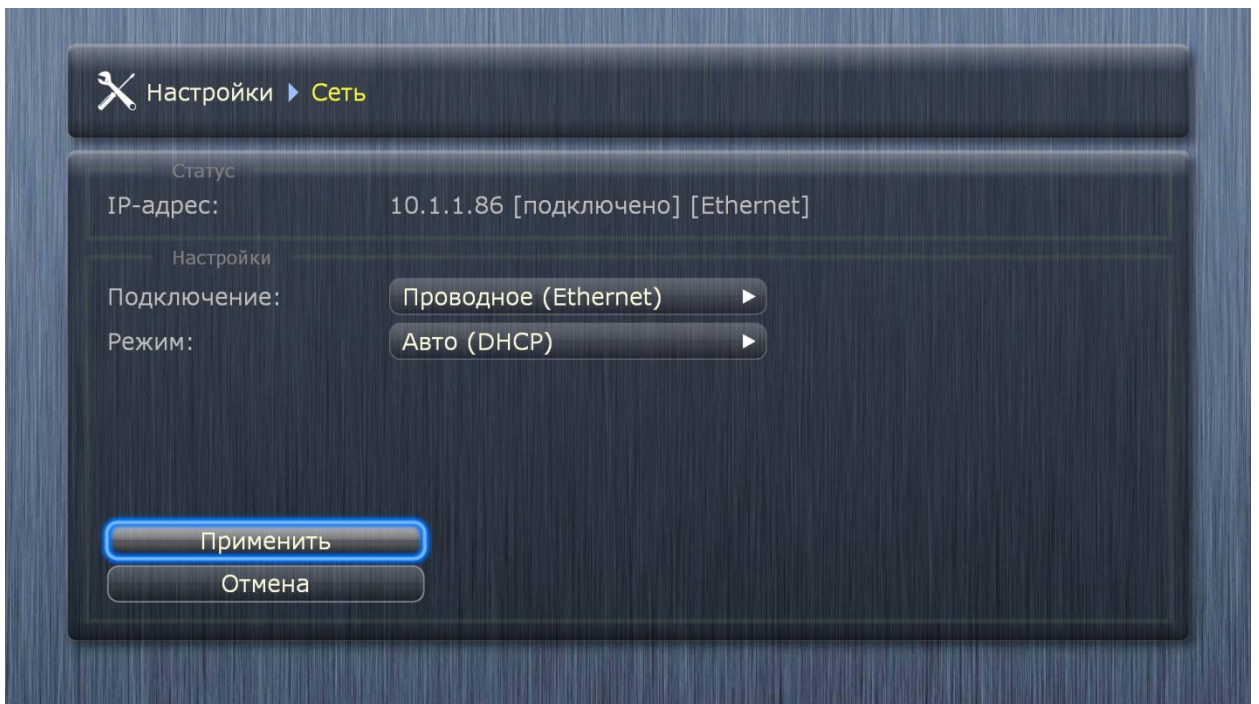 Настройки Сеть
Статус
IP-адрес: 10.1.1.86 [подключено] [Ethernet]
Настройки
Подключение: Проводное (Ethernet)
Режим: Авто (DHCP)
Применить
Отмена